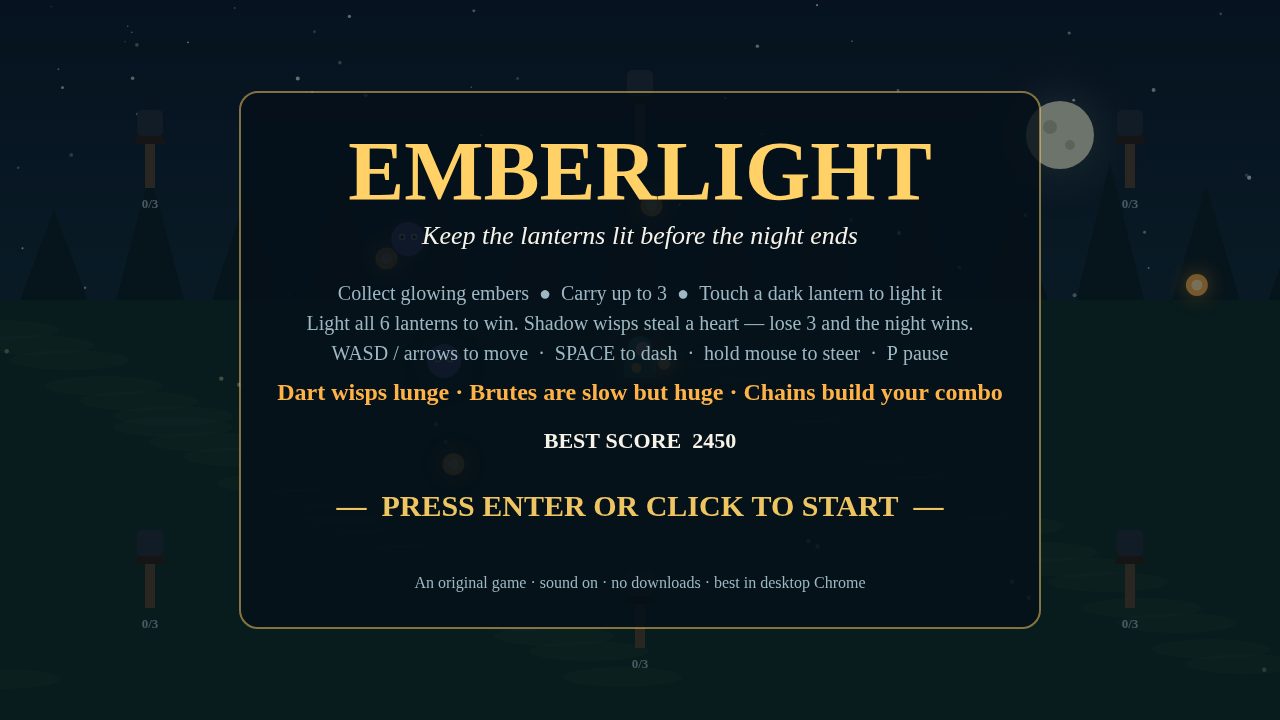 0/3
0/3
EMBERLIGHT
Keep the lanterns lit before the night ends
Collect glowing embers ● Carry up to 3 ● Touch a dark lantern to light it
Light all 6 lanterns to win. Shadow wisps steal a heart — lose 3 and the night wins.
WASD / arrows to move · SPACE to dash · hold mouse to steer · P pause
Dart wisps lunge · Brutes are slow but huge · Chains build your combo
BEST SCORE 2450
— PRESS ENTER OR CLICK TO START —
An original game · sound on · no downloads · best in desktop Chrome
0/3
0/3
0/3